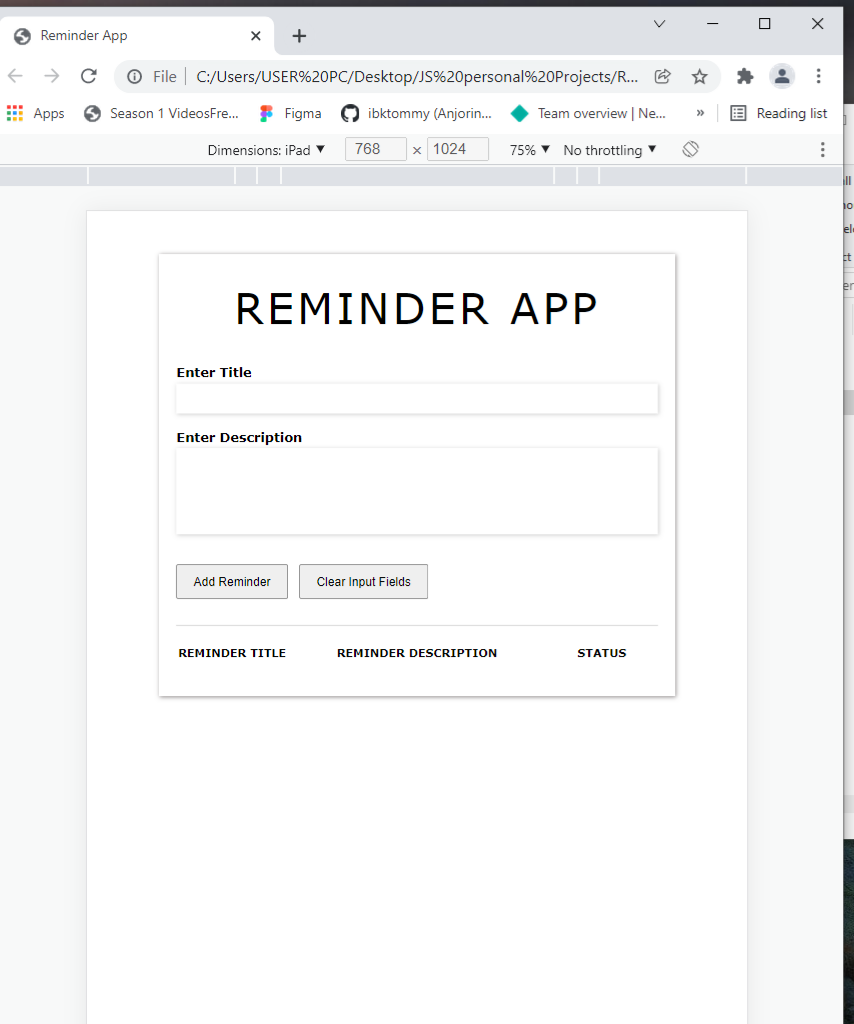 Reminder App
File | C:/Users/USER%20PC/Desktop/JS%20personal%20Projects/R...
Apps Season 1 VideosFre... Figma ibktommy (Anjorin... Team overview | Ne... » Reading list
Dimensions: iPad ▼ 768 × 1024 75% ▼ No throttling ▼
REMINDER APP
Enter Title
Enter Description
Add Reminder Clear Input Fields
REMINDER TITLE REMINDER DESCRIPTION STATUS